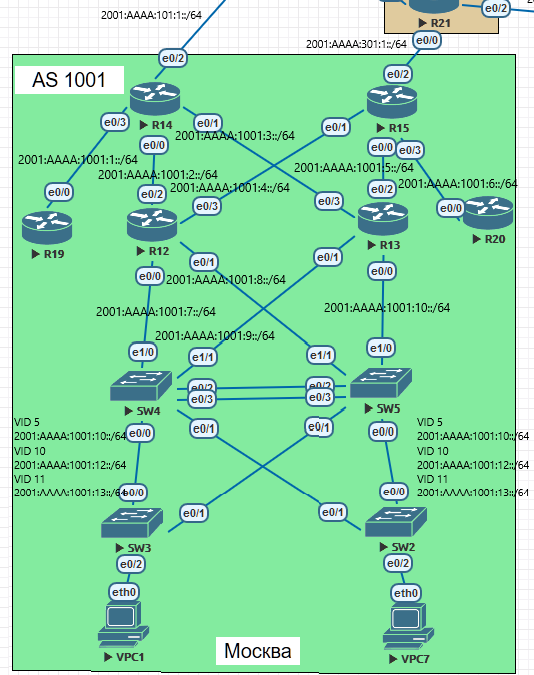 2001:AAAA:101:1::/64
R21
e0/2
e0/0
2001:AAAA:301:1::/64
AS 1001
e0/2
e0/2
R14
R15
e0/3
e0/1
e0/1
2001:AAAA:1001:3::/64
e0/0
e0/0
e0/3
2001:AAAA:1001:1::/64
2001:AAAA:1001:5::/64
2001:AAAA:1001:2::/64
2001:AAAA:1001:4::/64
2001:AAAA:1001:6::/64
e0/0
e0/2
e0/3
e0/3
e0/2
e0/0
R19
R12
R13
R20
e0/1
e0/1
e0/0
e0/0
2001:AAAA:1001:8::/64
2001:AAAA:1001:7::/64
2001:AAAA:1001:10::/64
2001:AAAA:1001:9::/64
e1/0
e1/1
e1/1
e1/0
e0/2
e0/2
e0/3
e0/3
SW4
SW5
VID 5
2001:AAAA:1001:10::/64
VID 10
2001:AAAA:1001:12::/64
VID 11
2001:AAAA:1001:13::/64
e0/0
e0/1
e0/1
e0/0
VID 5
2001:AAAA:1001:10::/64
VID 10
2001:AAAA:1001:12::/64
VID 11
2001:AAAA:1001:13::/64
e0/0
e0/0
e0/1
e0/1
SW3
SW2
e0/2
e0/2
eth0
eth0
VPC1
Москва
VPC7